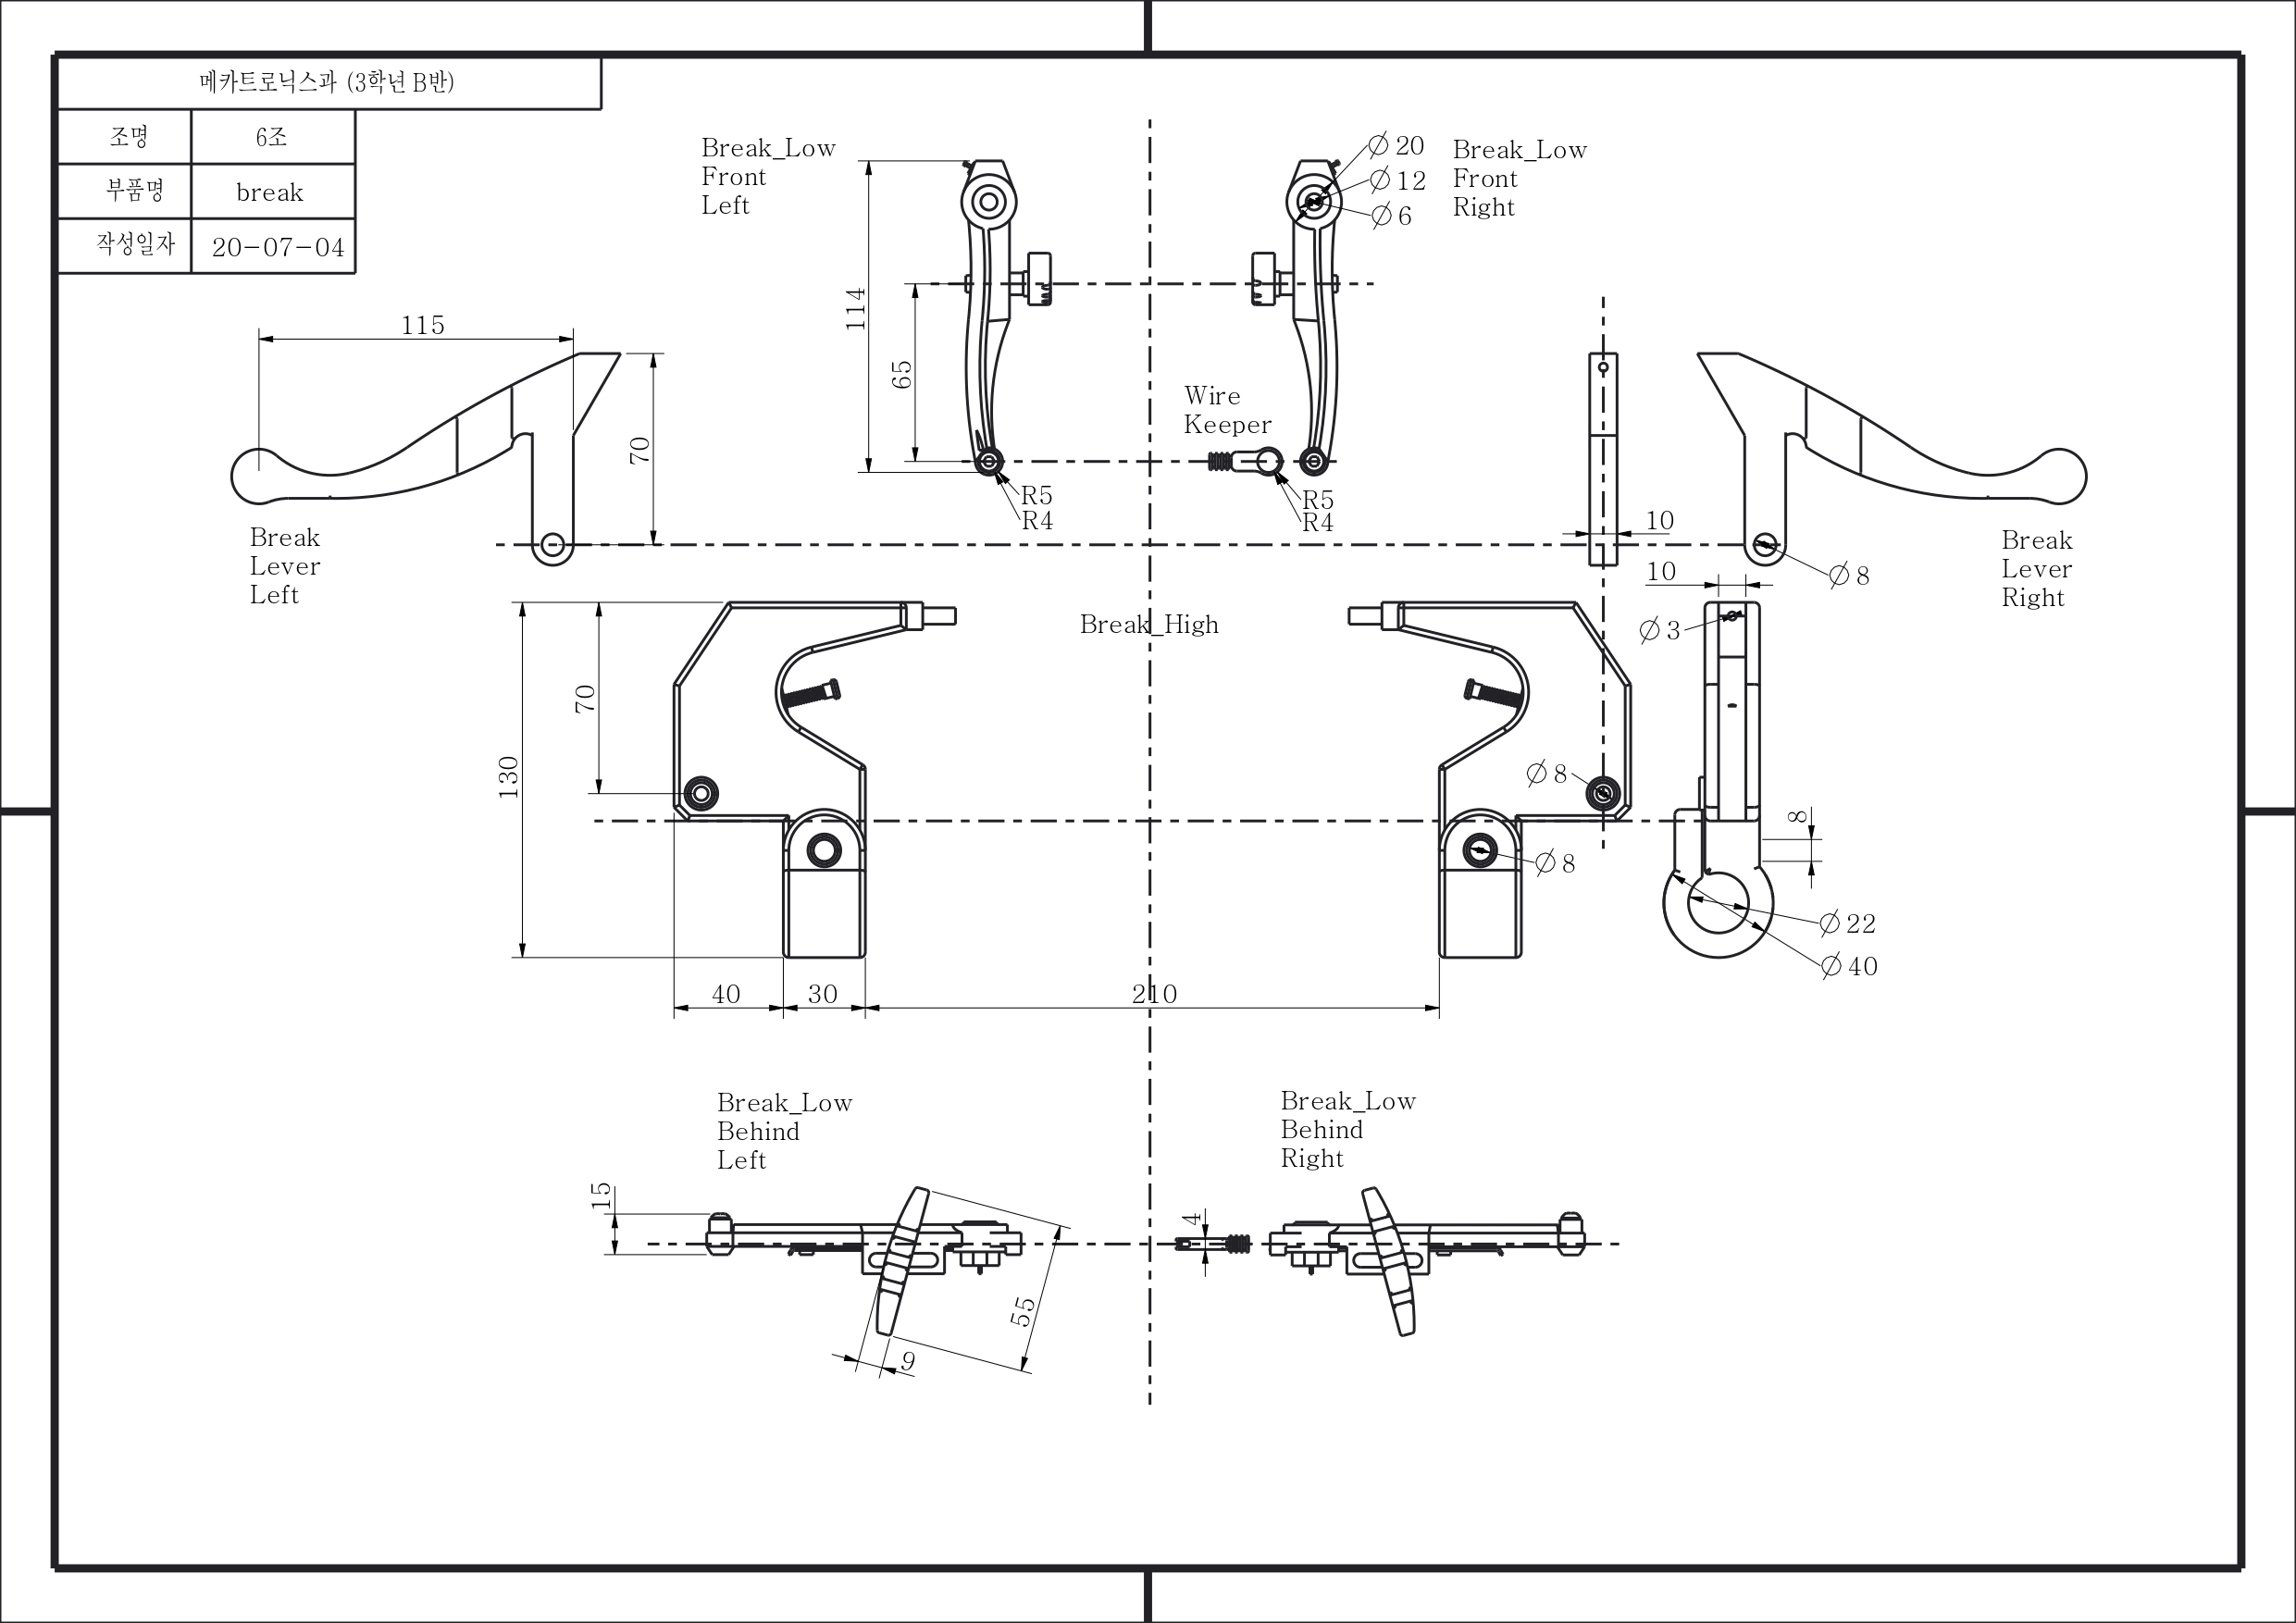 메카트로닉스과 (3학년 B반)
조명 6조
부품명 break
작성일자 20-07-04
Break_Low
Front
Left
114
65
R5
R4
Wire
Keeper
R5
R4
∅20
∅12
∅6
Break_Low
Front
Right
115
70
Break
Lever
Left
10
∅8
Break
Lever
Right
Break_High
130
70
40
30
210
∅8
∅8
10
∅3
8
∅22
∅40
Break_Low
Behind
Left
15
55
9
Break_Low
Behind
Right
4